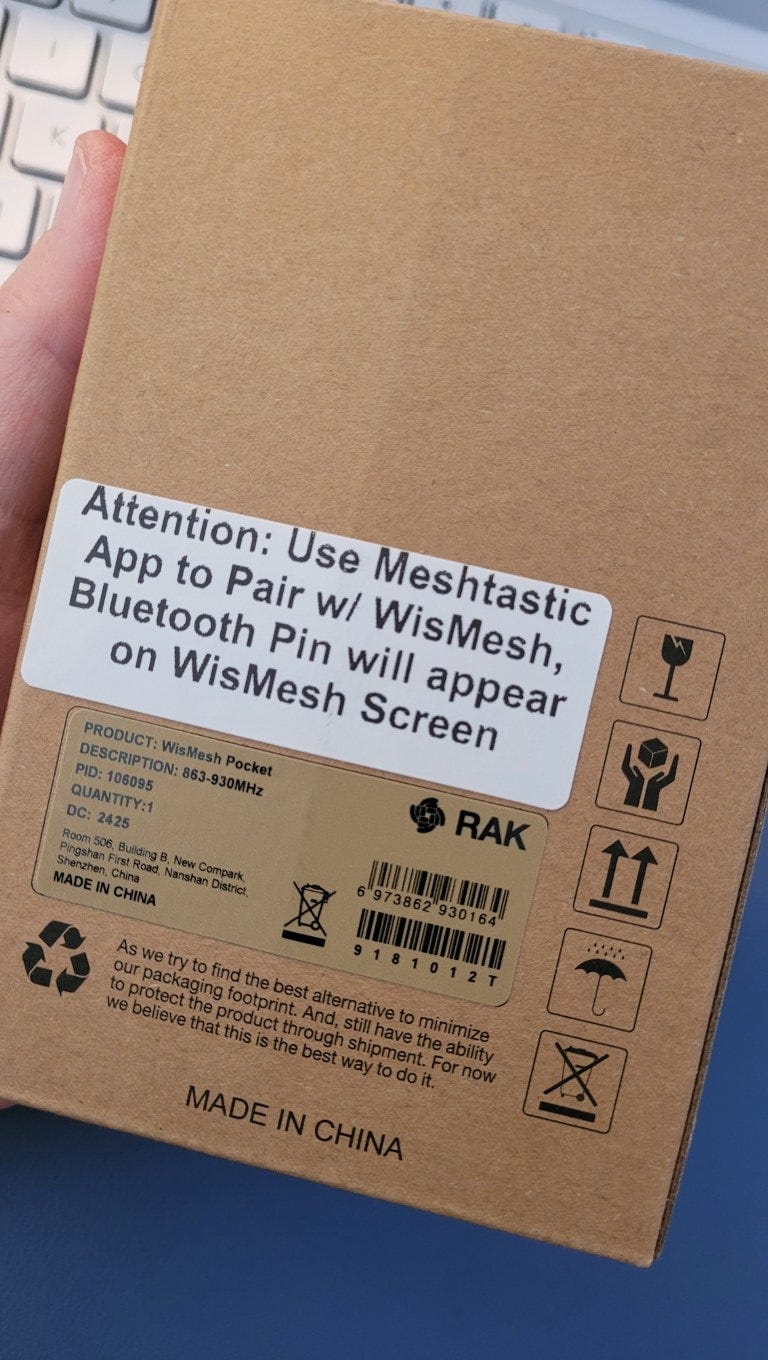 K
Attention: Use Meshtastic
App to Pair w/ WisMesh,
Bluetooth Pin will appear
on WisMesh Screen
PRODUCT: WisMesh Pocket
DESCRIPTION: 863-930MHz
PID: 106095
QUANTITY:1
DC: 2425
Room 506, Building B, New Compark,
Pingshan First Road, Nanshan District,
Shenzhen, China
MADE IN CHINA
RAK
6 973862 930164
9181012T
As we try to find the best alternative to minimize
our packaging footprint. And, still have the ability
to protect the product through shipment. For now
we believe that this is the best way to do it.
MADE IN CHINA